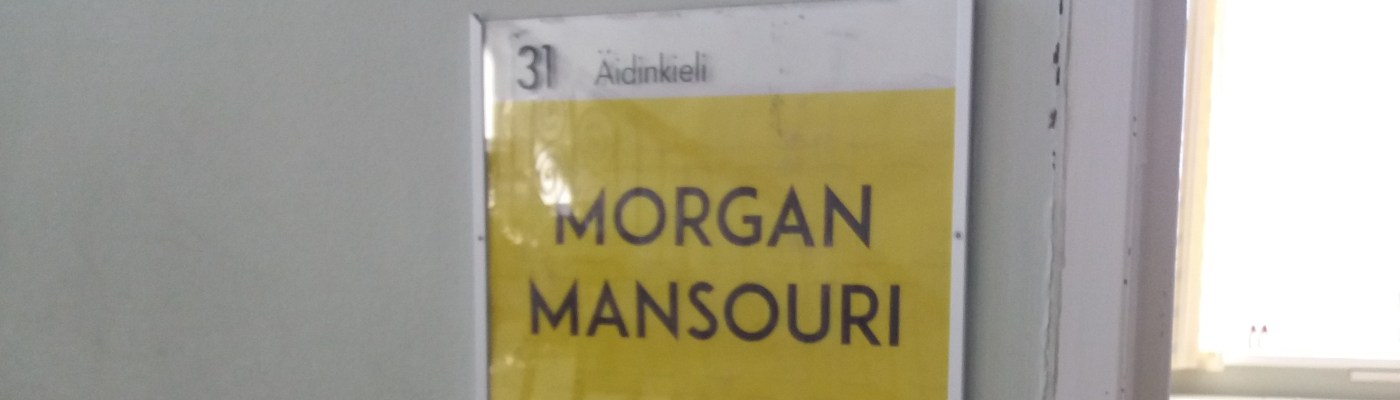 31 Äidinkieli
MORGAN
MANSOURI